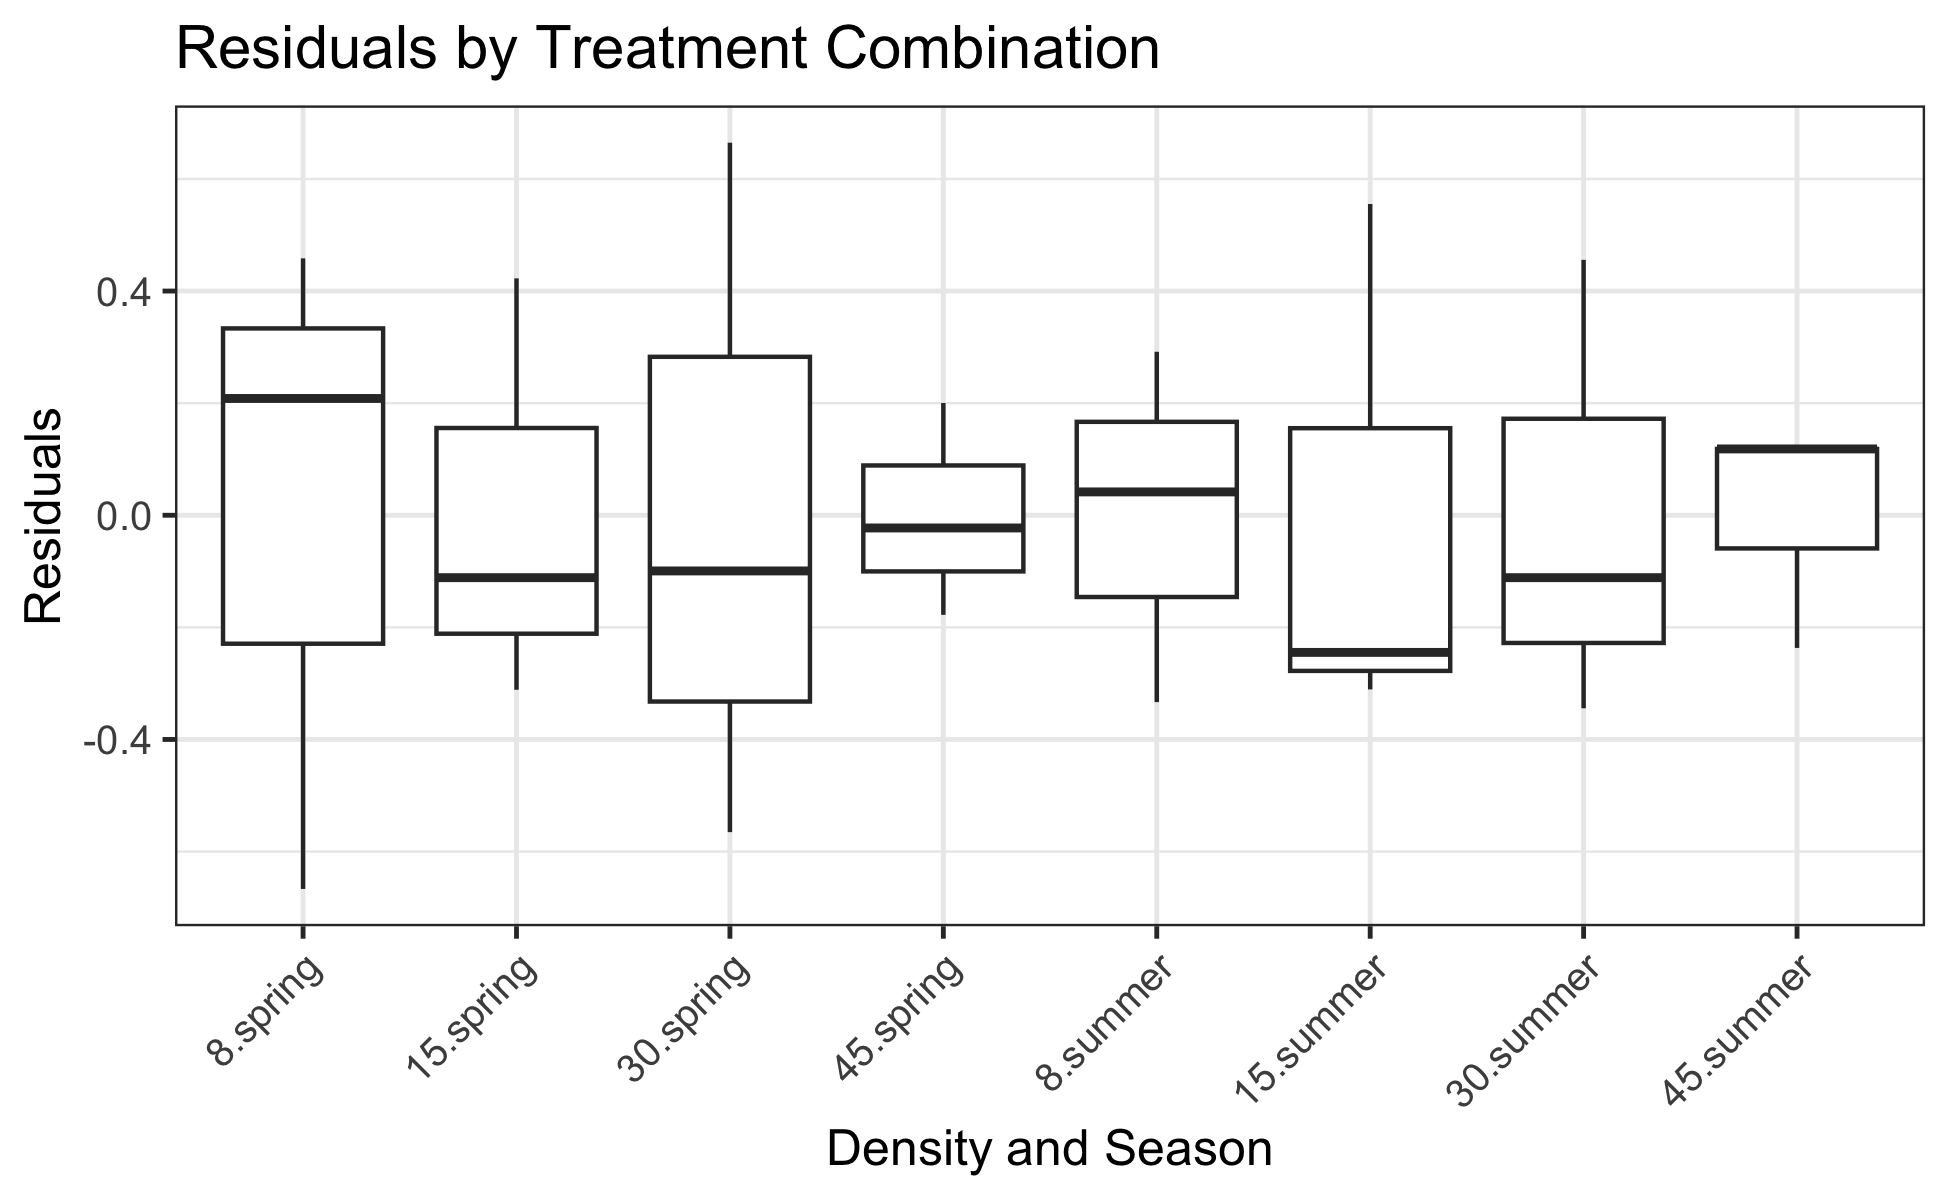 Residuals by Treatment Combination
Residuals
0.4
0.0
-0.4
8.spring
15.spring
30.spring
45.spring
8.summer
15.summer
30.summer
45.summer
Density and Season